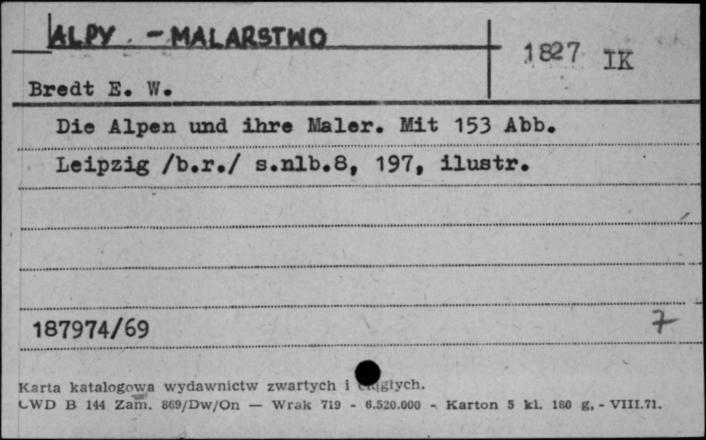 ALPY - MALARSTWO
1827 IK
Bredt E. W.
Die Alpen und ihre Maler. Mit 153 Abb.
Leipzig /b.r./ s.nlb.8, 197, ilustr.
187974/69
7
Karta katalogowa wydawnictw zwartych i ciągłych.
CWD B 144 Zam. 869/Dw/On — Wrak 719 - 6.520.000 - Karton 5 kl. 180 g. - VIII.71.